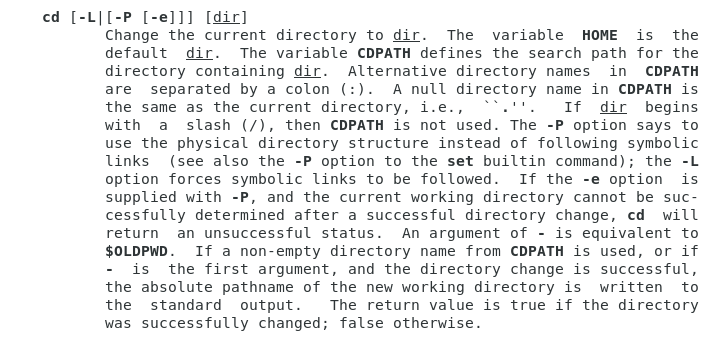 cd [-L|[-P [-e]]] [dir]
Change the current directory to dir.  The  variable  HOME  is  the
default  dir.  The variable CDPATH defines the search path for the
directory containing dir.  Alternative directory names  in  CDPATH
are  separated by a colon (:).  A null directory name in CDPATH is
the same as the current directory, i.e., ``.''.  If  dir  begins
with  a  slash (/), then CDPATH is not used. The -P option says to
use the physical directory structure instead of following symbolic
links  (see also the -P option to the set builtin command); the -L
option forces symbolic links to be followed.  If the -e option  is
supplied with -P, and the current working directory cannot be suc-
cessfully determined after a successful directory change, cd  will
return  an unsuccessful status.  An argument of - is equivalent to
$OLDPWD.  If a non-empty directory name from CDPATH is used, or if
-  is  the first argument, and the directory change is successful,
the absolute pathname of the new working directory is  written  to
the  standard  output.   The return value is true if the directory
was successfully changed; false otherwise.